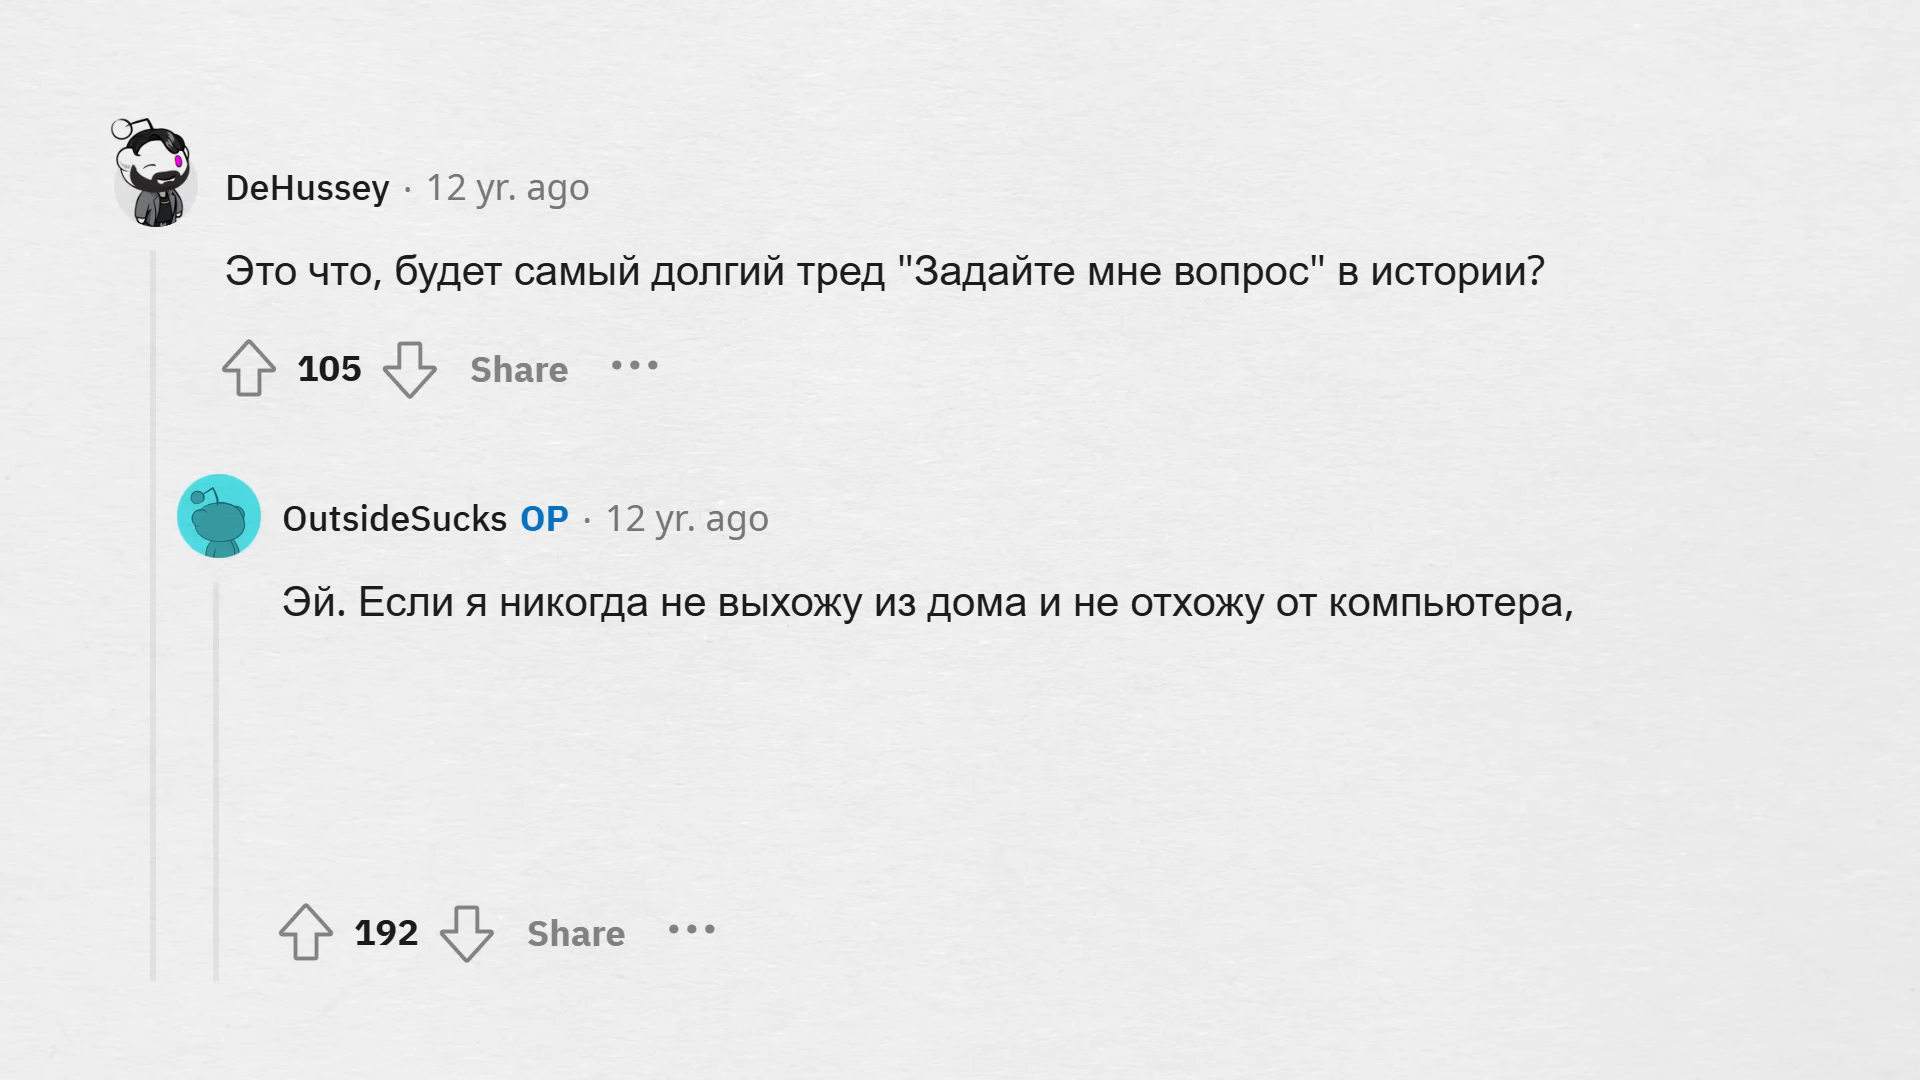 DeHussey · 12 yr. ago
Это что, будет самый долгий тред "Задайте мне вопрос" в истории?
105 Share •••
OutsideSucks OP · 12 yr. ago
Эй. Если я никогда не выхожу из дома и не отхожу от компьютера,
192 Share •••